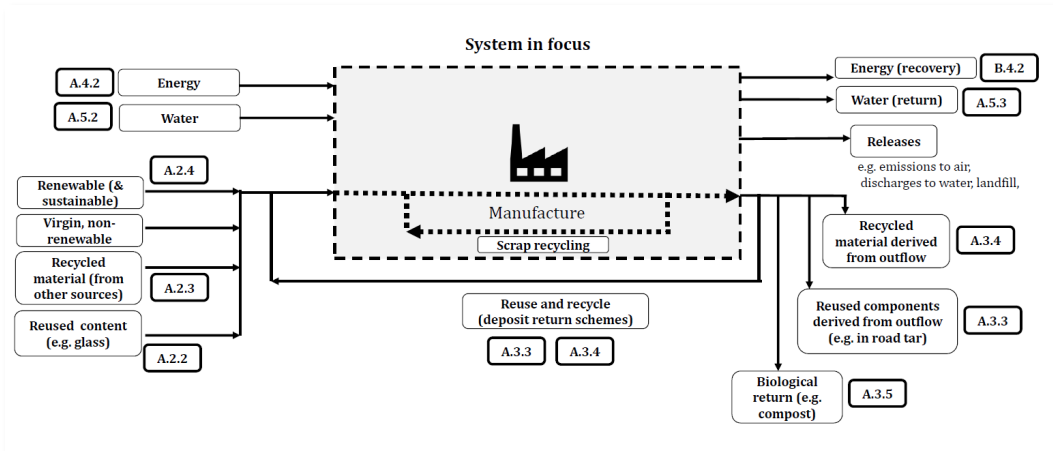 System in focus
A.4.2
Energy
A.5.2
Water
A.2.4
Renewable (&
sustainable)
Virgin, non-
renewable
Recycled
material (from
other sources)
A.2.3
Reused content
(e.g. glass)
A.2.2
Manufacture
Scrap recycling
Reuse and recycle
(deposit return schemes)
A.3.3
A.3.4
Energy (recovery)
B.4.2
Water (return)
A.5.3
Releases
e.g. emissions to air,
discharges to water, landfill,
Recycled
material derived
from outflow
A.3.4
Reused components
derived from outflow
(e.g. in road tar)
A.3.3
Biological
return (e.g.
compost)
A.3.5